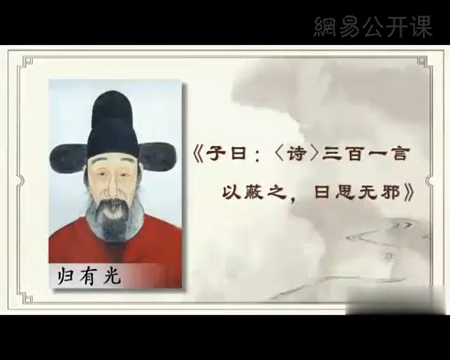 網易公开课
《子曰：〈诗〉三百一言
以蔽之，曰思无邪》
归有光